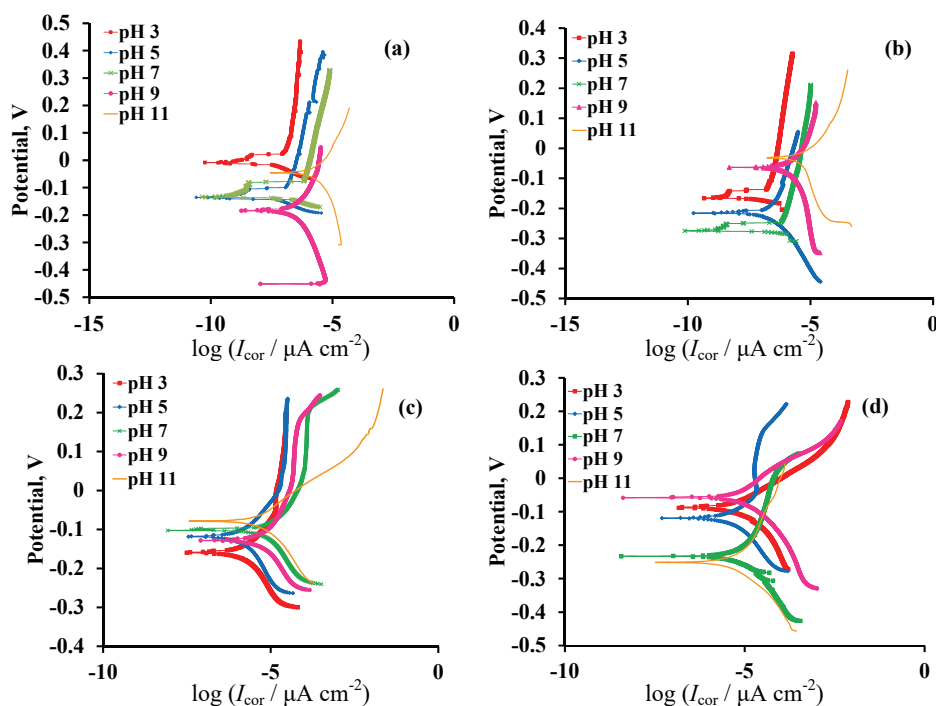 (a)
pH 3
pH 5
pH 7
pH 9
pH 11
Potential, V
0.5
0.4
0.3
0.2
0.1
0
-0.1
-0.2
-0.3
-0.4
-0.5
-15
-10
-5
0
log (Icor / μA cm-2)
(b)
pH 3
pH 5
pH 7
pH 9
pH 11
Potential, V
0.4
0.3
0.2
0.1
0
-0.1
-0.2
-0.3
-0.4
-0.5
-15
-10
-5
0
log (Icor / μA cm-2)
(c)
pH 3
pH 5
pH 7
pH 9
pH 11
Potential, V
0.3
0.2
0.1
0
-0.1
-0.2
-0.3
-0.4
-10
-5
0
log (Icor / μA cm-2)
(d)
pH 3
pH 5
pH 7
pH 9
pH 11
Potential, V
0.3
0.2
0.1
0
-0.1
-0.2
-0.3
-0.4
-0.5
-10
-5
0
log (Icor / μA cm-2)